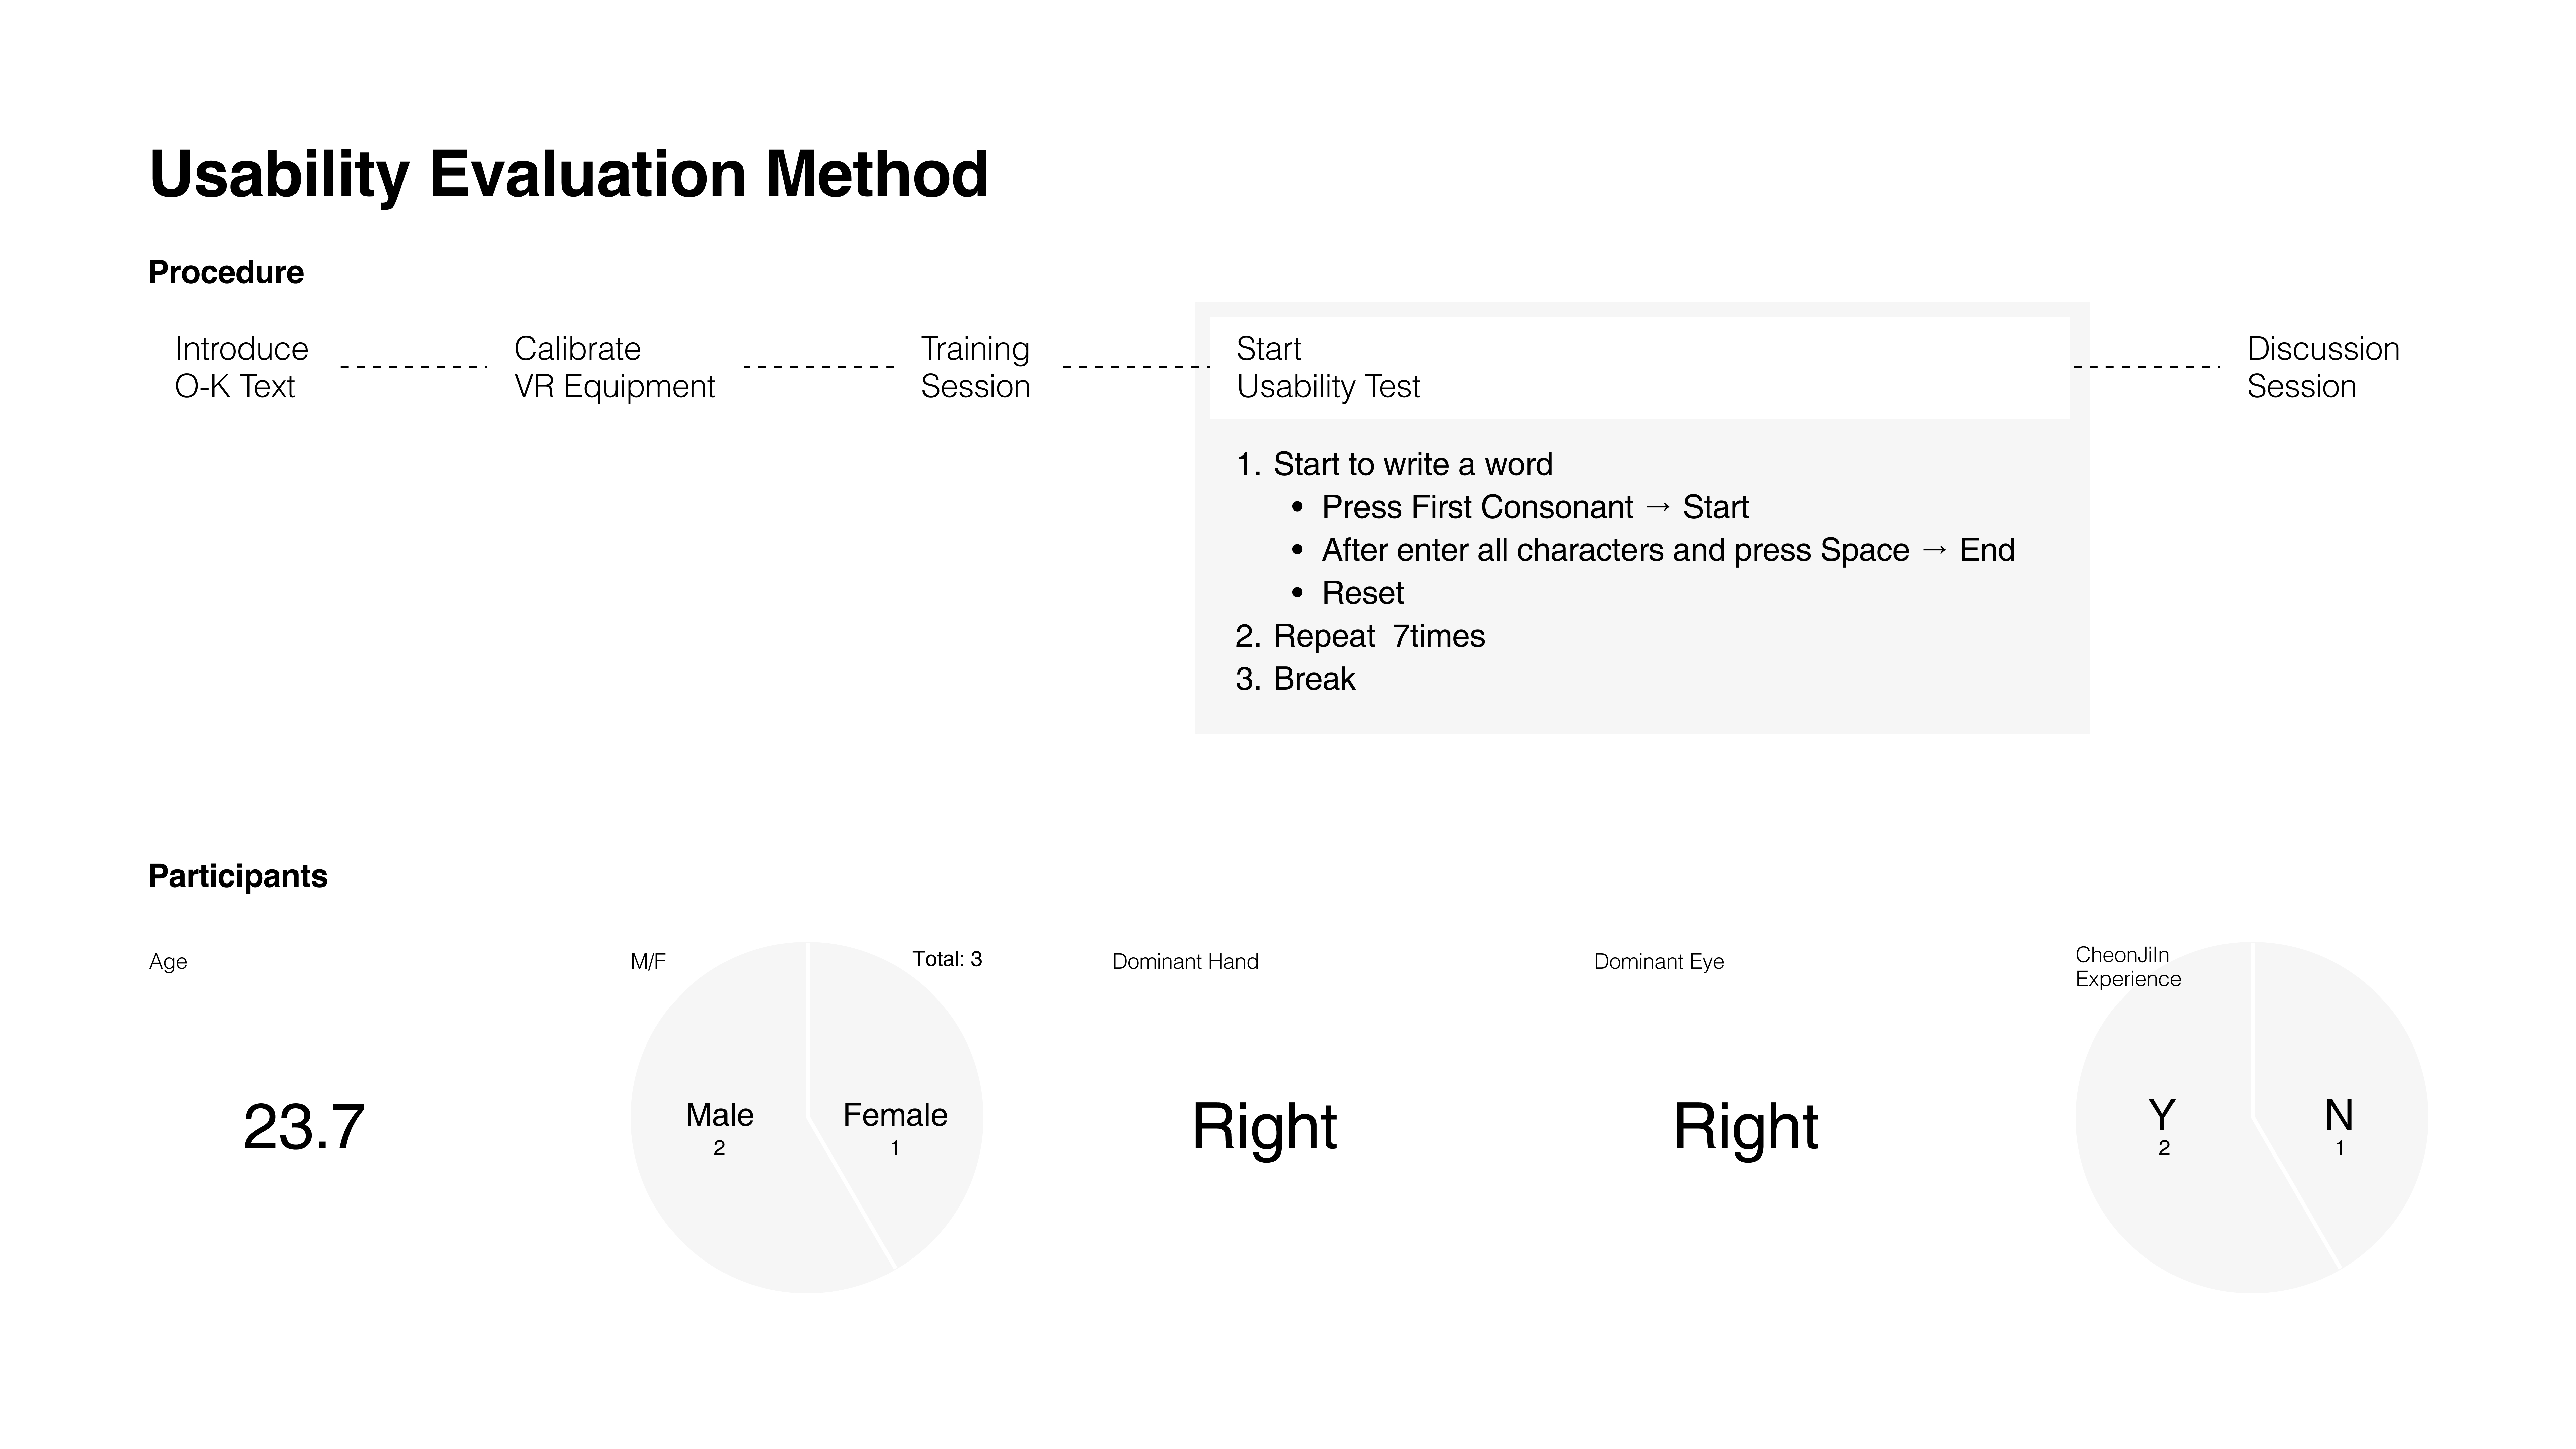 Usability Evaluation Method
Procedure
Introduce
O-K Text
Calibrate
VR Equipment
Training
Session
Start
Usability Test
1. Start to write a word
• Press First Consonant → Start
• After enter all characters and press Space → End
• Reset
2. Repeat  7times
3. Break
Discussion
Session
Participants
Age
23.7
M/F
Total: 3
Male
2
Female
1
Dominant Hand
Right
Dominant Eye
Right
CheonJiIn
Experience
Y
2
N
1